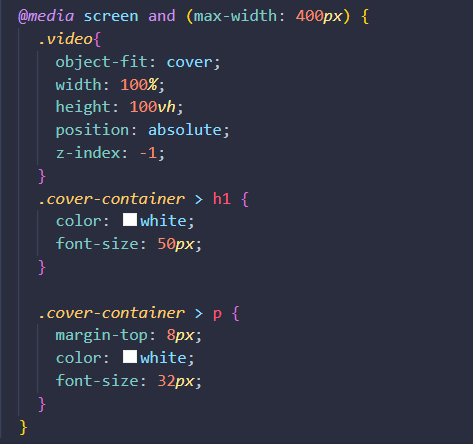 @media screen and (max-width: 400px) {
.video{
object-fit: cover;
width: 100%;
height: 100vh;
position: absolute;
z-index: -1;
}
.cover-container > h1 {
color: white;
font-size: 50px;
}
.cover-container > p {
margin-top: 8px;
color: white;
font-size: 32px;
}
}